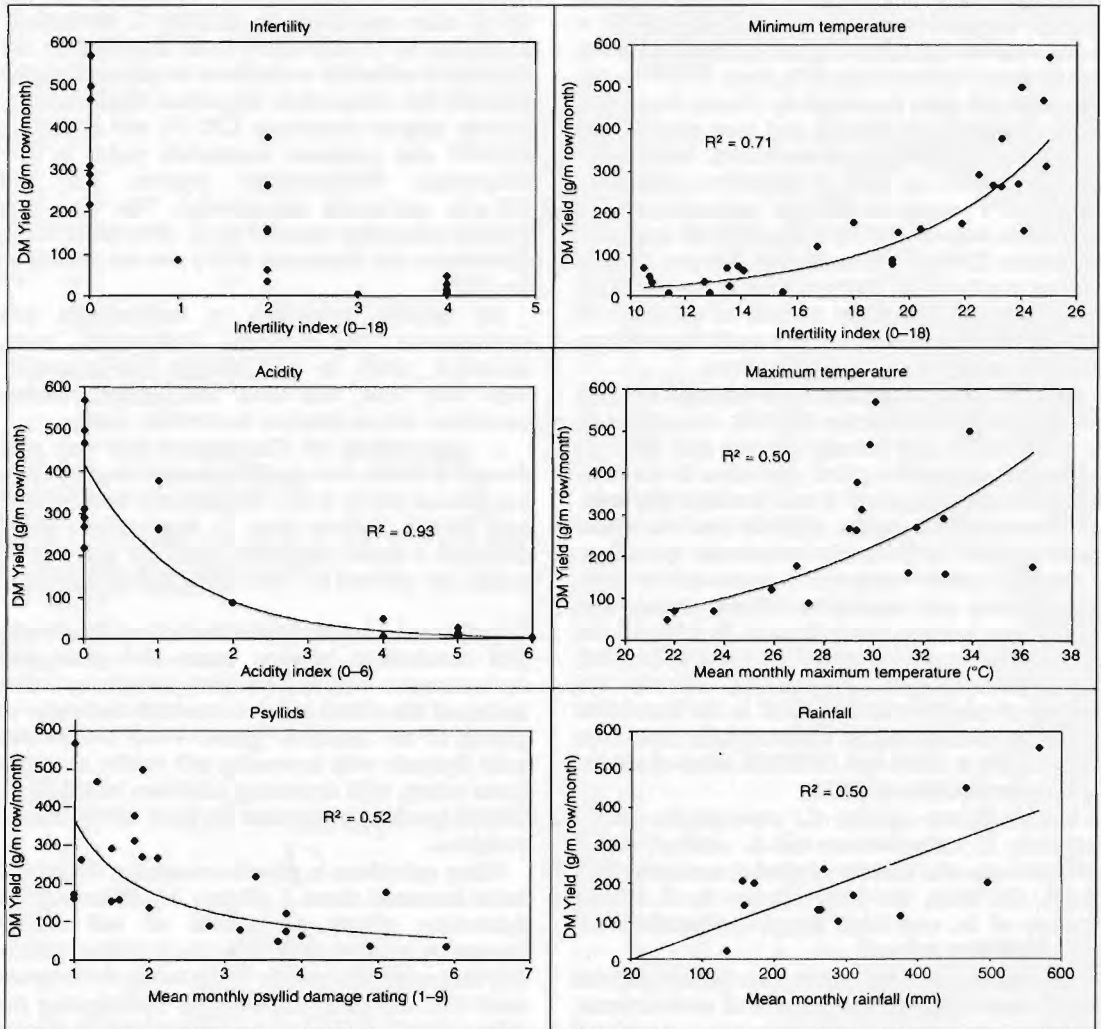 Infertility
DM Yield (g/m row/month)
600
500
400
300
200
100
0
0 1 2 3 4 5
Infertility index (0–18)
Minimum temperature
DM Yield (g/m row/month)
600
500
400
300
200
100
0
R² = 0.71
10 12 14 16 18 20 22 24 26
Infertility index (0–18)
Acidity
DM Yield (g/m row/month)
600
500
400
300
200
100
0
R² = 0.93
0 1 2 3 4 5 6
Acidity index (0–6)
Maximum temperature
DM Yield (g/m row/month)
600
500
400
300
200
100
0
R² = 0.50
20 22 24 26 28 30 32 34 36 38
Mean monthly maximum temperature (°C)
Psyllids
DM Yield (g/m row/month)
600
500
400
300
200
100
0
R² = 0.52
1 2 3 4 5 6 7
Mean monthly psyllid damage rating (1–9)
Rainfall
DM Yield (g/m row/month)
600
500
400
300
200
100
0
R² = 0.50
20 100 200 300 400 500 600
Mean monthly rainfall (mm)